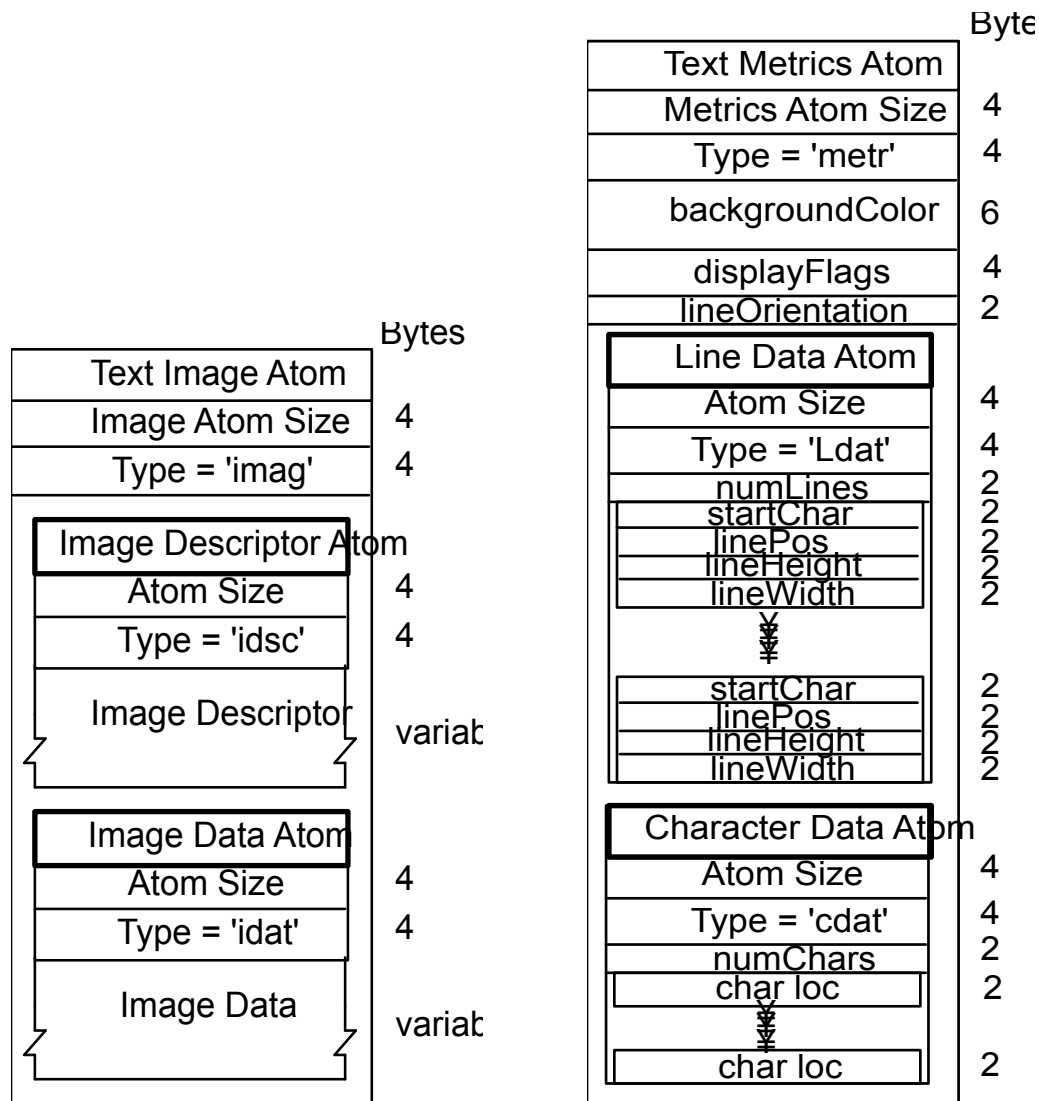 Bytes
Text Image Atom
Image Atom Size 4
Type = 'imag' 4
Image Descriptor Atom
Atom Size 4
Type = 'idsc' 4
Image Descriptor
variab
Image Data Atom
Atom Size 4
Type = 'idat' 4
Image Data
variab
Byte
Text Metrics Atom
Metrics Atom Size 4
Type = 'metr' 4
backgroundColor 6
displayFlags 4
lineOrientation 2
Line Data Atom
Atom Size 4
Type = 'Ldat' 4
numLines 2
startChar 2
linePos 2
lineHeight 2
lineWidth 2
startChar 2
linePos 2
lineHeight 2
lineWidth 2
Character Data Atom
Atom Size 4
Type = 'cdat' 4
numChars 2
char loc 2
char loc 2